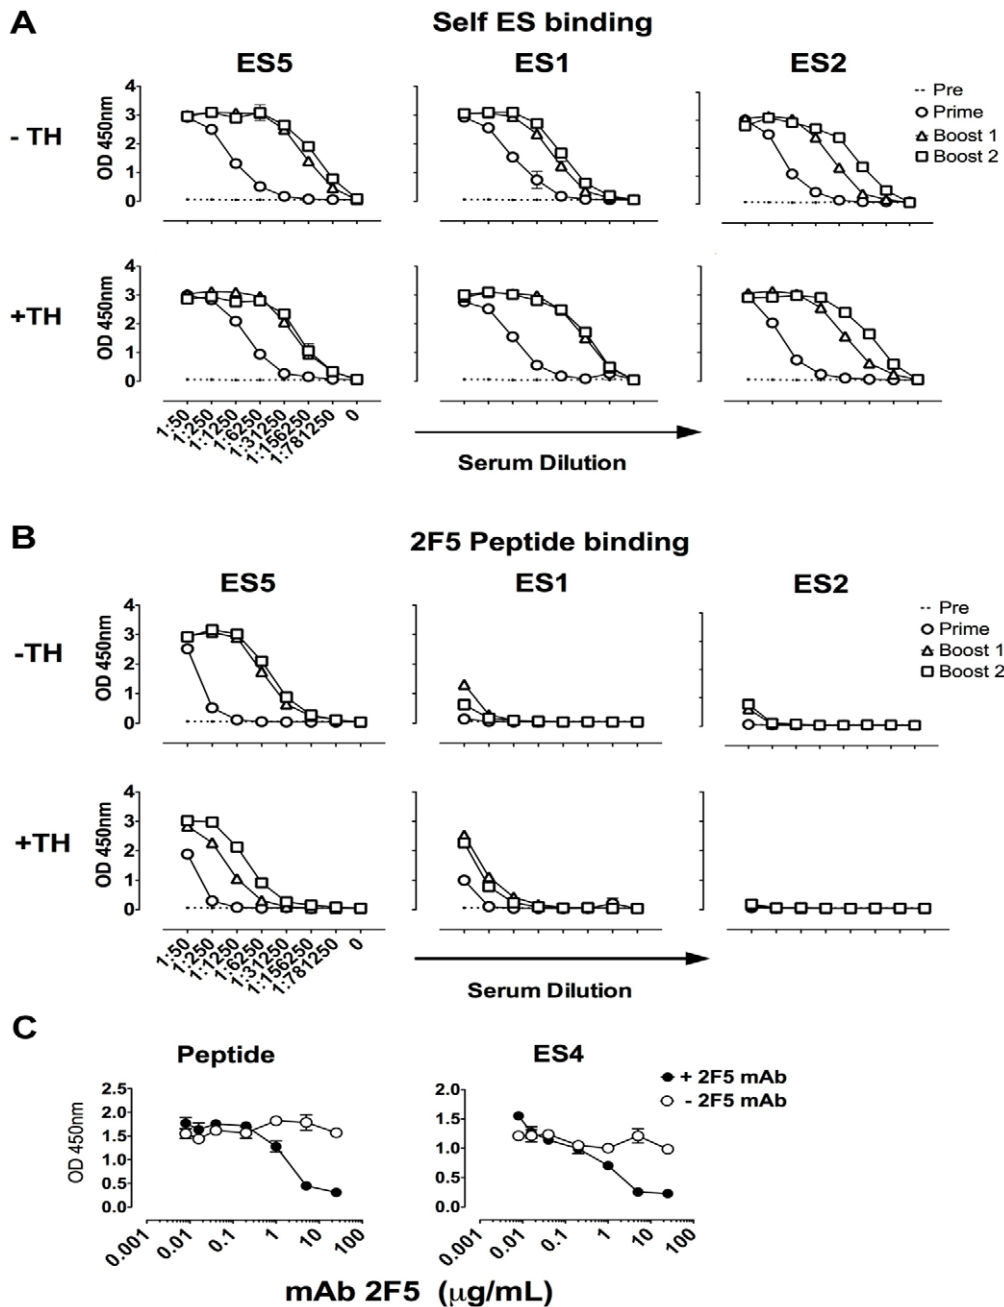 A
Self ES binding
ES5 ES1 ES2
- TH
OD 450nm
4
3
2
1
0
Pre
Prime
Boost 1
Boost 2
+TH
OD 450nm
4
3
2
1
0
1:50 1:250 1:1250 1:6250 1:31250 1:156250 1:781250 0
Serum Dilution
B
2F5 Peptide binding
ES5 ES1 ES2
-TH
OD 450nm
4
3
2
1
0
Pre
Prime
Boost 1
Boost 2
+TH
OD 450nm
4
3
2
1
0
1:50 1:250 1:1250 1:6250 1:31250 1:156250 1:781250 0
Serum Dilution
C
Peptide ES4
+ 2F5 mAb
- 2F5 mAb
OD 450nm
2.5
2.0
1.5
1.0
0.5
0.0
2.0
1.5
1.0
0.5
0.0
0.001 0.01 0.1 1 10 100
0.001 0.01 0.1 1 10 100
mAb 2F5 (μg/mL)